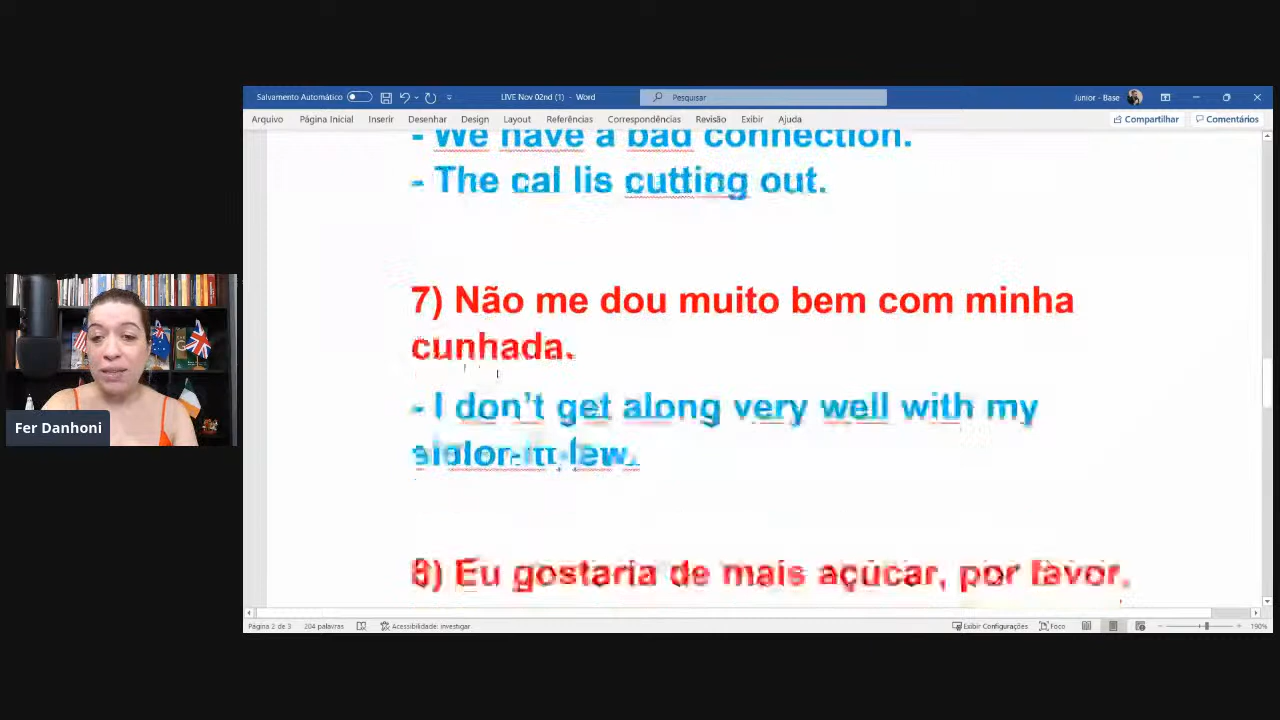 Salvamento Automático LIVE Nov 02nd (1) - Word Pesquisar Junior - Base
Arquivo Página Inicial Inserir Desenhar Design Layout Referências Correspondências Revisão Exibir Ajuda Compartilhar Comentários
- We have a bad connection.
- The cal lis cutting out.
7) Não me dou muito bem com minha
cunhada.
- I don't get along very well with my
8) Eu gostaria de mais açúcar, por favor.
Fer Danhoni
Página 2 de 3 204 palavras Acessibilidade: investigar Exibir Configurações Foco 190%